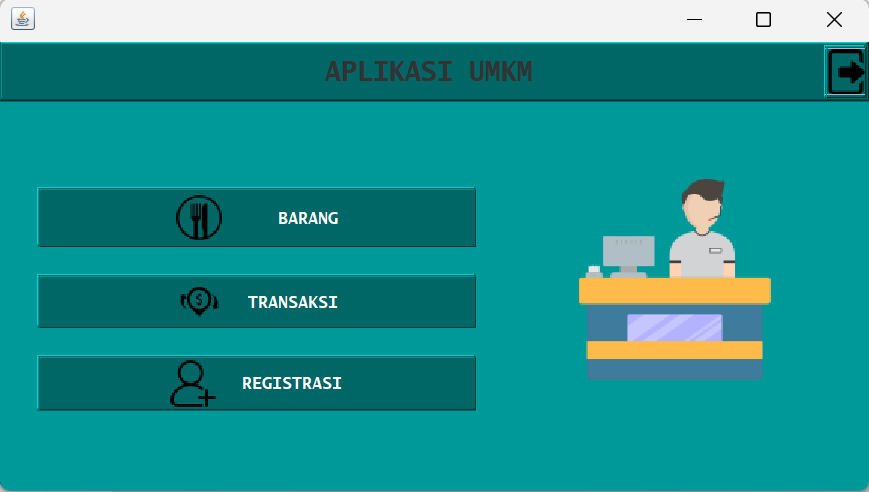 APLIKASI UMKM
BARANG
$
TRANSAKSI
REGISTRASI